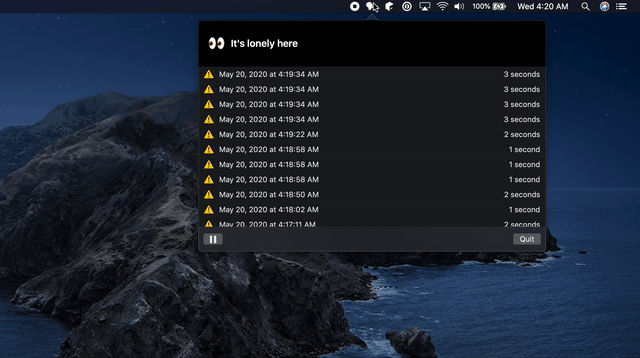 100% Wed 4:20 AM
It's lonely here
May 20, 2020 at 4:19:34 AM 3 seconds
May 20, 2020 at 4:19:34 AM 3 seconds
May 20, 2020 at 4:19:34 AM 3 seconds
May 20, 2020 at 4:19:34 AM 3 seconds
May 20, 2020 at 4:19:22 AM 2 seconds
May 20, 2020 at 4:18:58 AM 1 second
May 20, 2020 at 4:18:58 AM 1 second
May 20, 2020 at 4:18:58 AM 1 second
May 20, 2020 at 4:18:50 AM 2 seconds
May 20, 2020 at 4:18:02 AM 1 second
May 20, 2020 at 4:17:11 AM 2 seconds
Quit